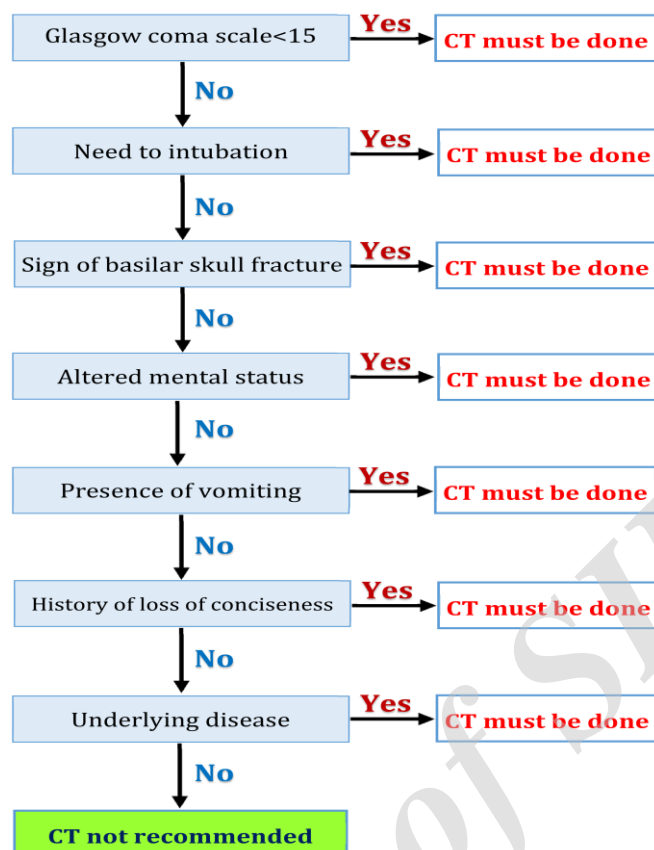 Glasgow coma scale<15 Yes CT must be done
No
Need to intubation Yes CT must be done
No
Sign of basilar skull fracture Yes CT must be done
No
Altered mental status Yes CT must be done
No
Presence of vomiting Yes CT must be done
No
History of loss of conciseness Yes CT must be done
No
Underlying disease Yes CT must be done
No
CT not recommended
of